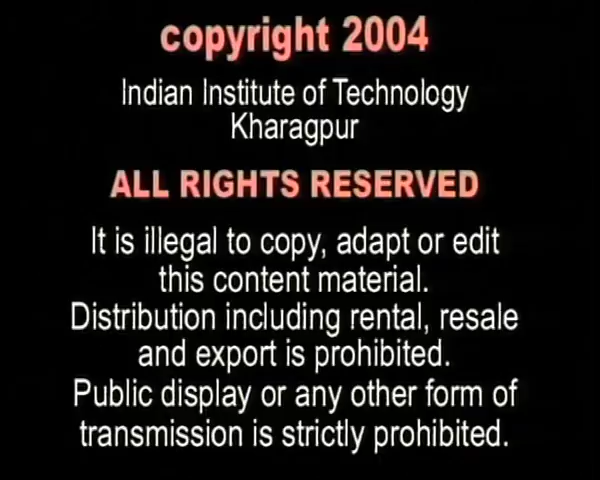 copyright 2004
Indian Institute of Technology
Kharagpur
ALL RIGHTS RESERVED
It is illegal to copy, adapt or edit
this content material.
Distribution including rental, resale
and export is prohibited.
Public display or any other form of
transmission is strictly prohibited.